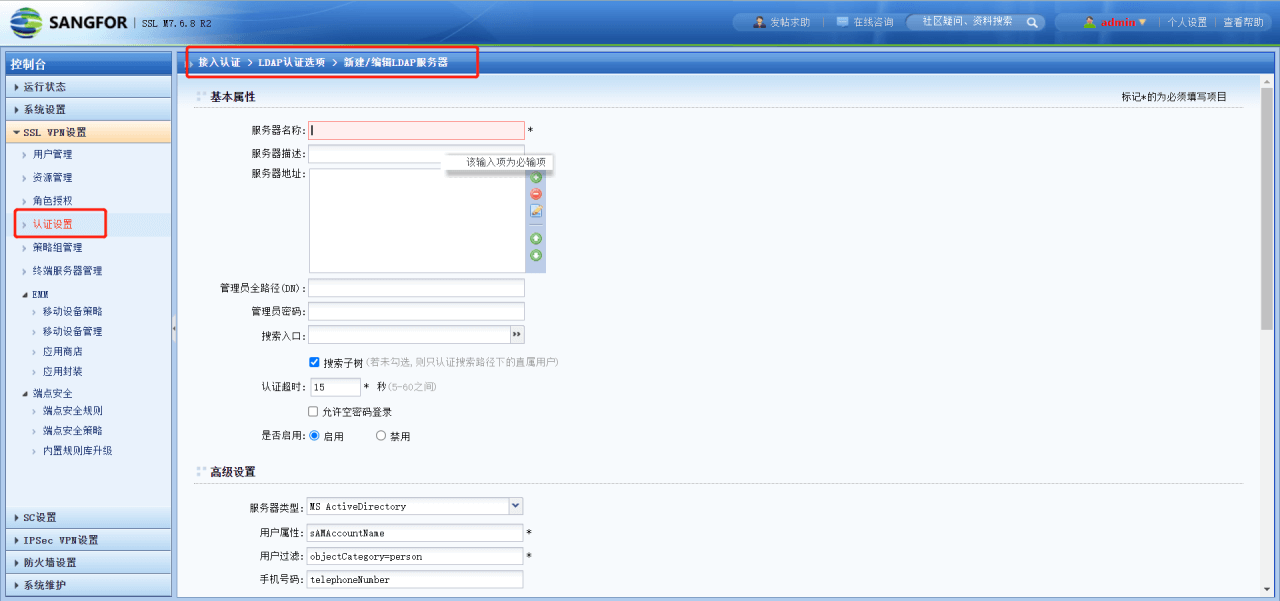 SANGFOR | SSL M7.6.8 R2
发帖求助
在线咨询
社区疑问、资料搜索
admin
个人设置
查看帮助
控制台
运行状态
系统设置
SSL VPN设置
用户管理
资源管理
角色授权
认证设置
策略组管理
终端服务器管理
EMM
移动设备策略
移动设备管理
应用商店
应用封装
端点安全
端点安全规则
端点安全策略
内置规则库升级
SC设置
IPSec VPN设置
防火墙设置
系统维护
接入认证 > LDAP认证选项 > 新建/编辑LDAP服务器
基本属性
标记*的为必须填写项目
服务器名称: *
服务器描述:
该输入项为必输项
服务器地址:
管理员全路径(DN):
管理员密码:
搜索入口:
搜索子树(若未勾选,则只认证搜索路径下的直属用户)
认证超时: 15 * 秒(5-60之间)
允许空密码登录
是否启用: 启用 禁用
高级设置
服务器类型: MS ActiveDirectory
用户属性: sAMAccountName *
用户过滤: objectCategory=person *
手机号码: telephoneNumber